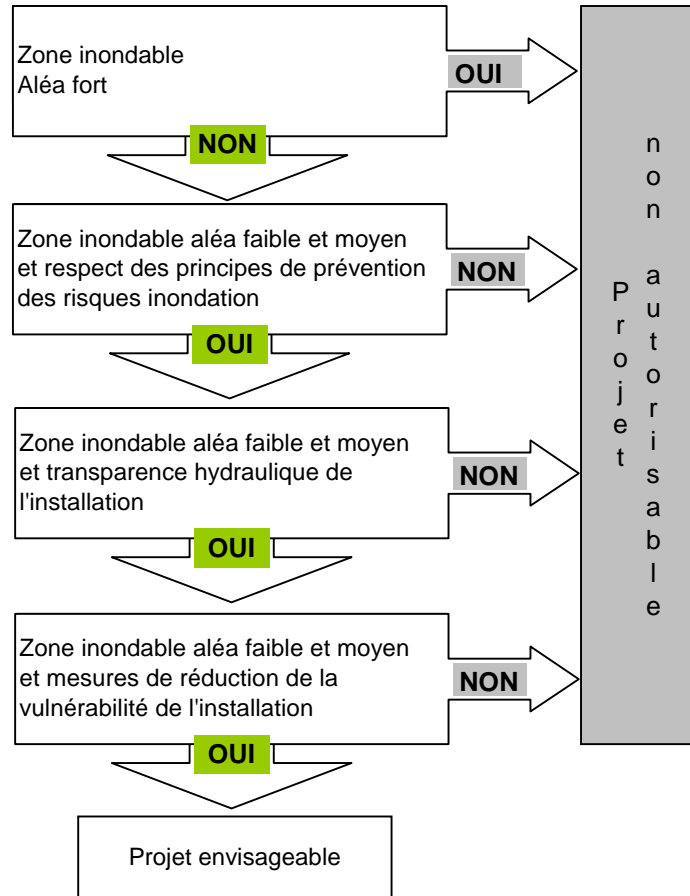 Zone inondable
Aléa fort
OUI
NON
Zone inondable aléa faible et moyen
et respect des principes de prévention
des risques inondation
NON
OUI
Zone inondable aléa faible et moyen
et transparence hydraulique de
l'installation
NON
OUI
Zone inondable aléa faible et moyen
et mesures de réduction de la
vulnérabilité de l'installation
NON
OUI
Projet envisageable
Projet
non autorisable